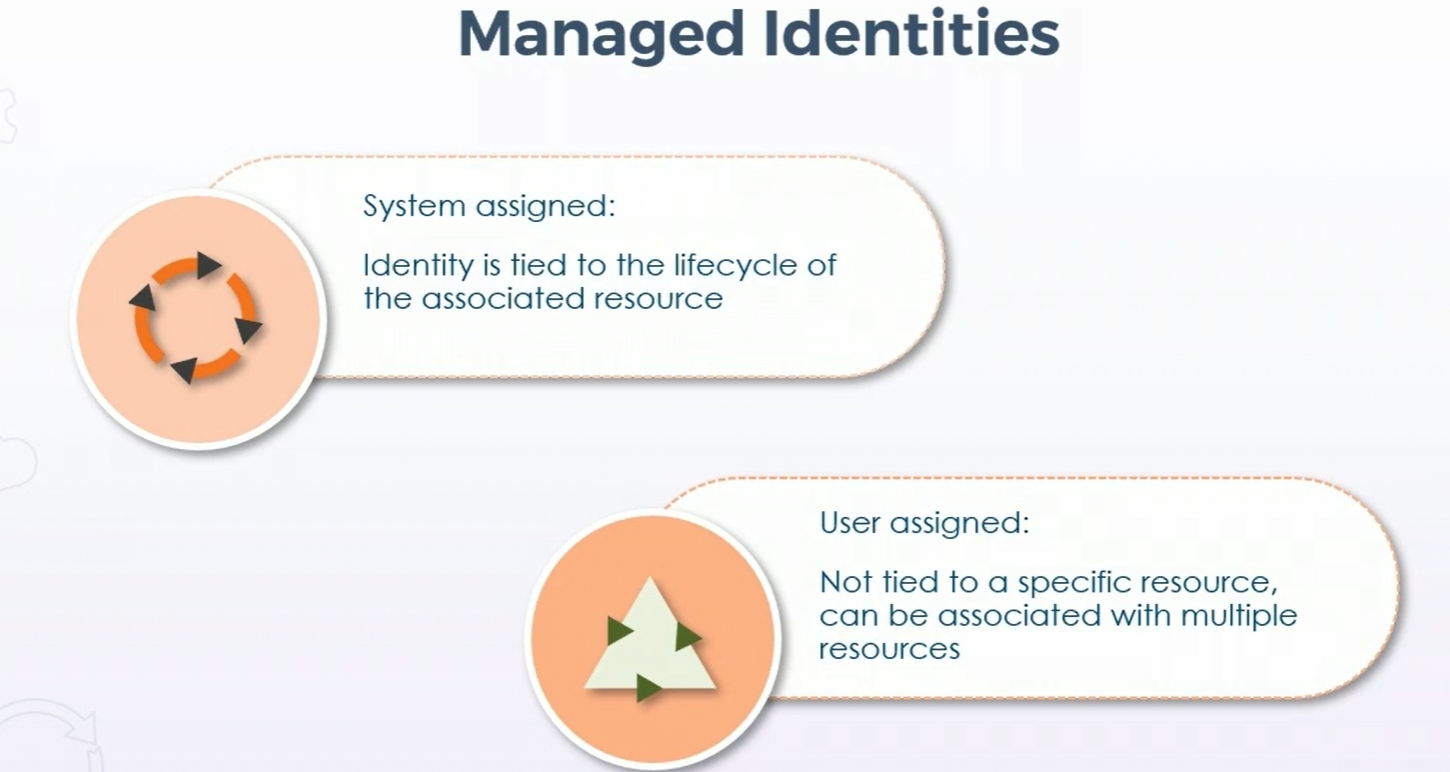 Managed Identities
System assigned:
Identity is tied to the lifecycle of
the associated resource
User assigned:
Not tied to a specific resource,
can be associated with multiple
resources